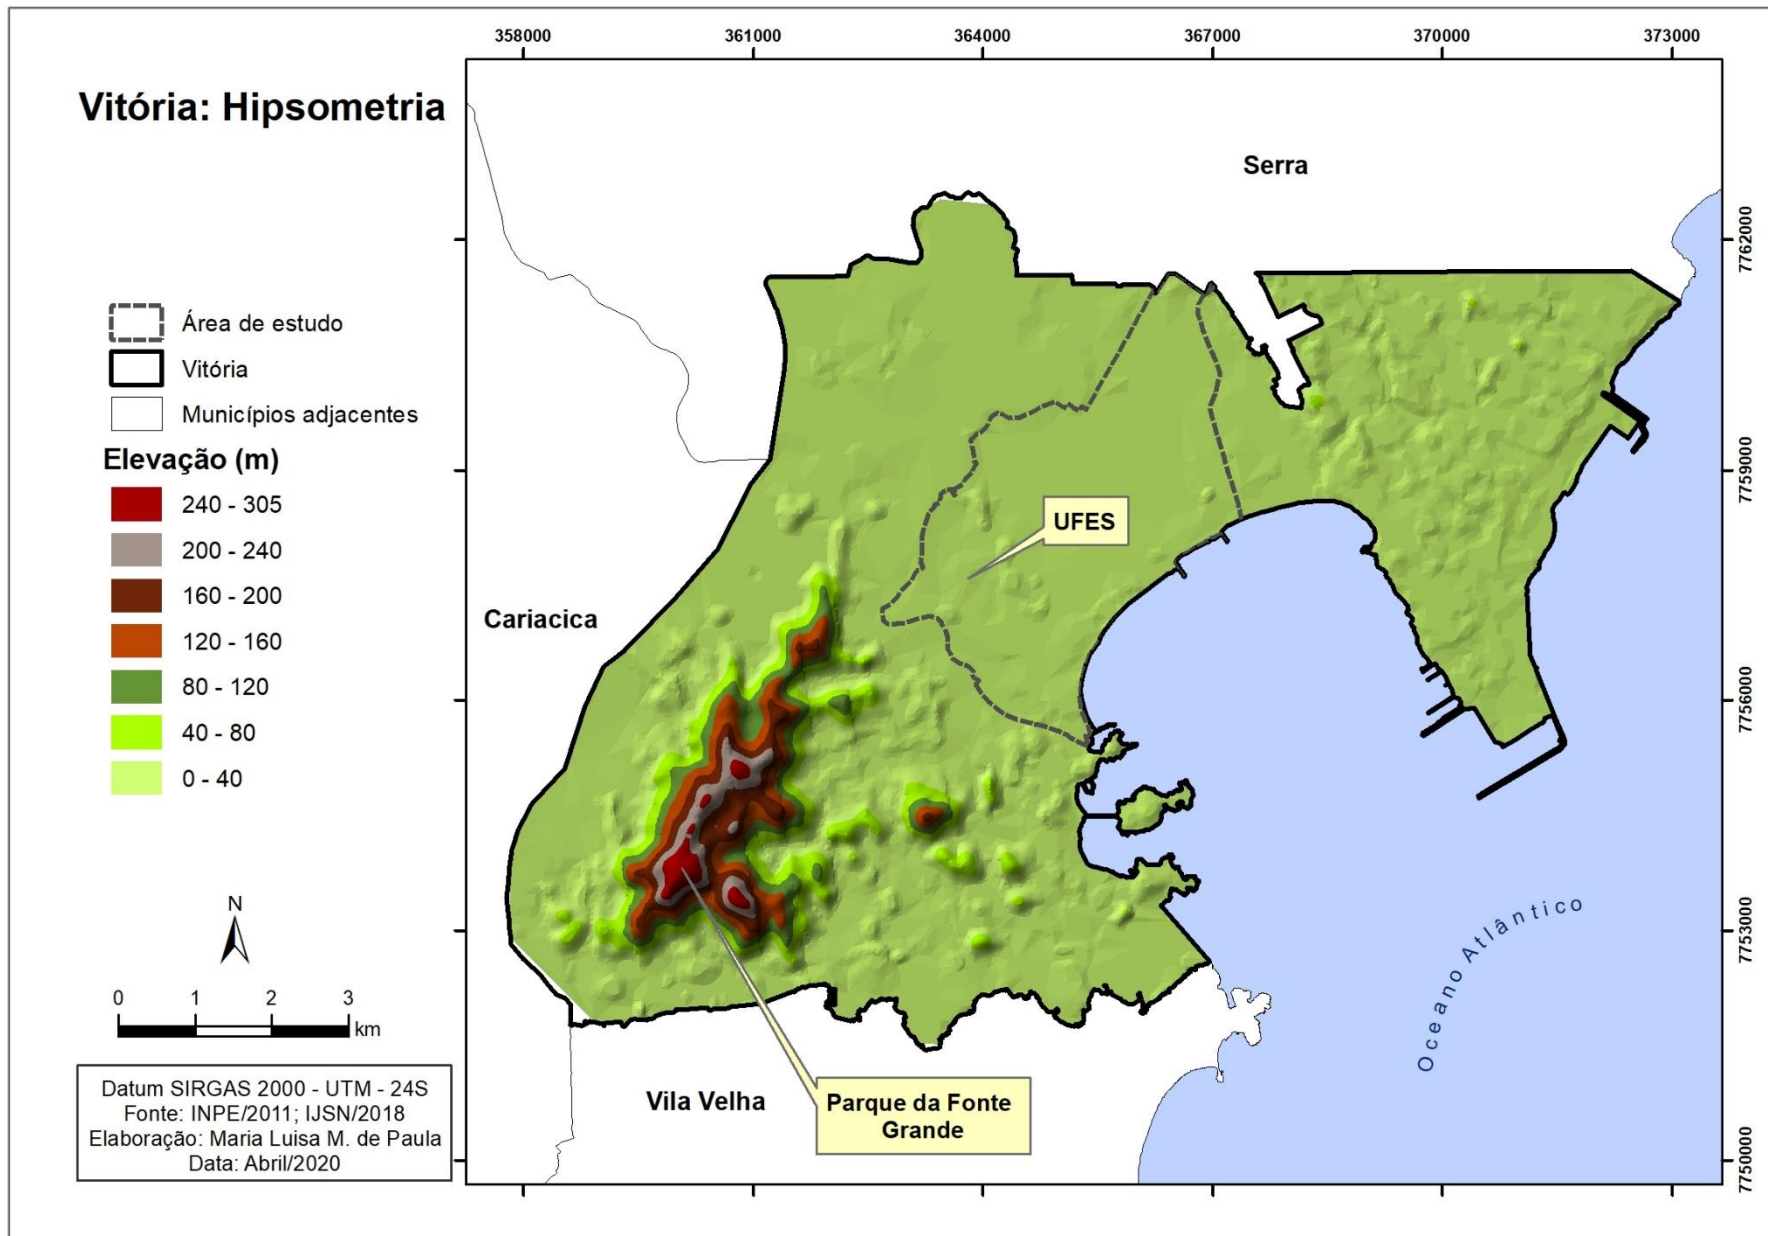 358000
361000
364000
367000
370000
373000
Vitória: Hipsometria
Serra
7762000
7759000
7756000
7753000
7750000
Área de estudo
Vitória
Municípios adjacentes
Elevação (m)
240 - 305
200 - 240
160 - 200
120 - 160
80 - 120
40 - 80
0 - 40
UFES
Cariacica
Oceano Atlântico
N
0 1 2 3
km
Vila Velha
Parque da Fonte
Grande
Datum SIRGAS 2000 - UTM - 24S
Fonte: INPE/2011; IJSN/2018
Elaboração: Maria Luisa M. de Paula
Data: Abril/2020